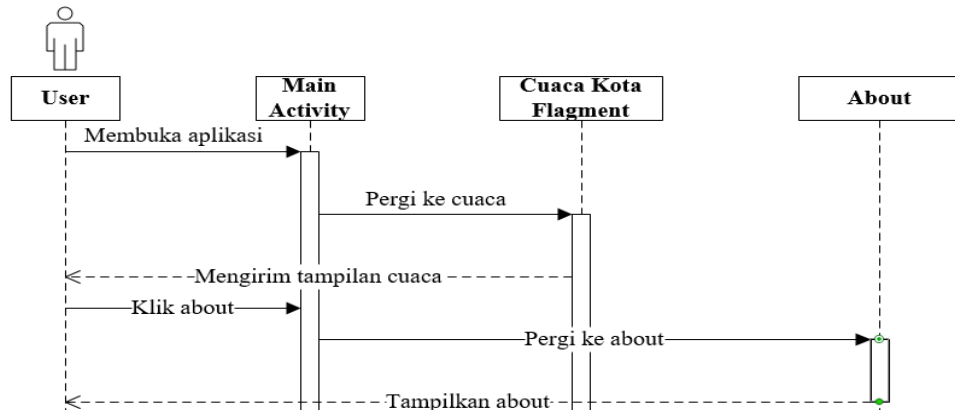 User
Main
Activity
Cuaca Kota
Flagment
About
Membuka aplikasi
Pergi ke cuaca
Mengirim tampilan cuaca
Klik about
Pergi ke about
Tampilkan about